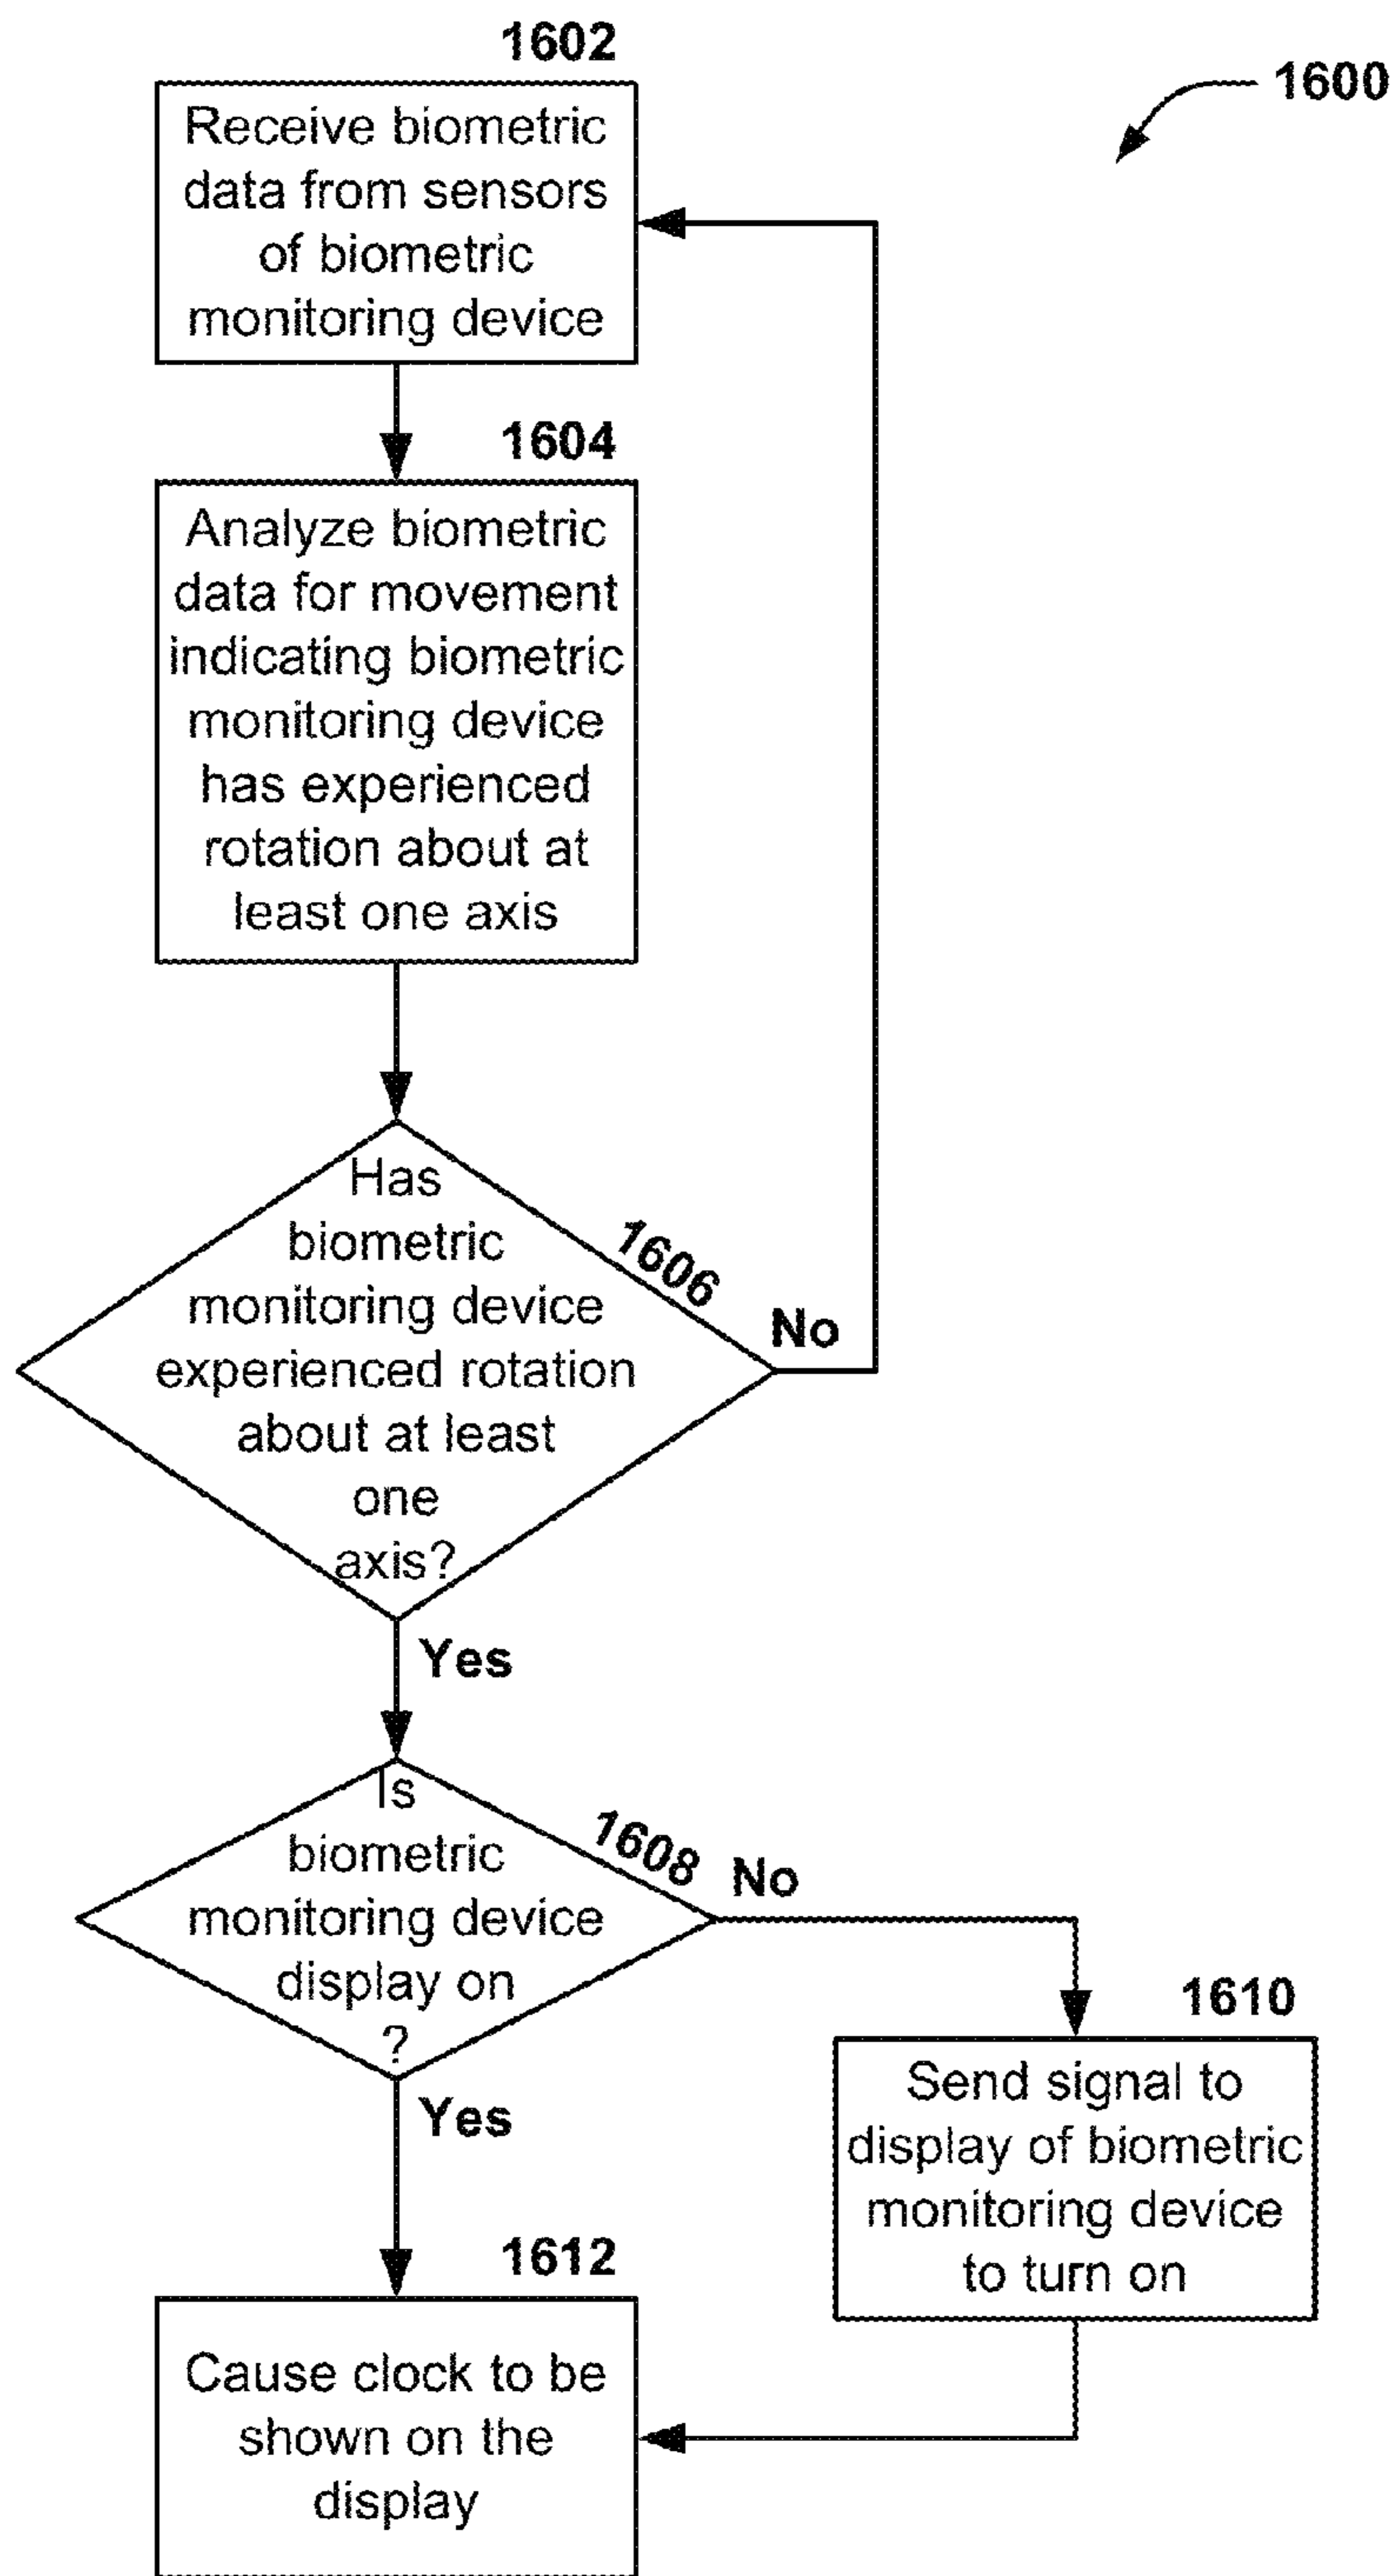 1602
1600
Receive biometric
data from sensors
of biometric
monitoring device
1604
Analyze biometric
data for movement
indicating biometric
monitoring device
has experienced
rotation about at
least one axis
Has
biometric
monitoring device
experienced rotation
about at least
one
axis?
1606
No
Yes
Is
biometric
monitoring device
display on
?
1608
No
Yes
1610
Send signal to
display of biometric
monitoring device
to turn on
1612
Cause clock to be
shown on the
display